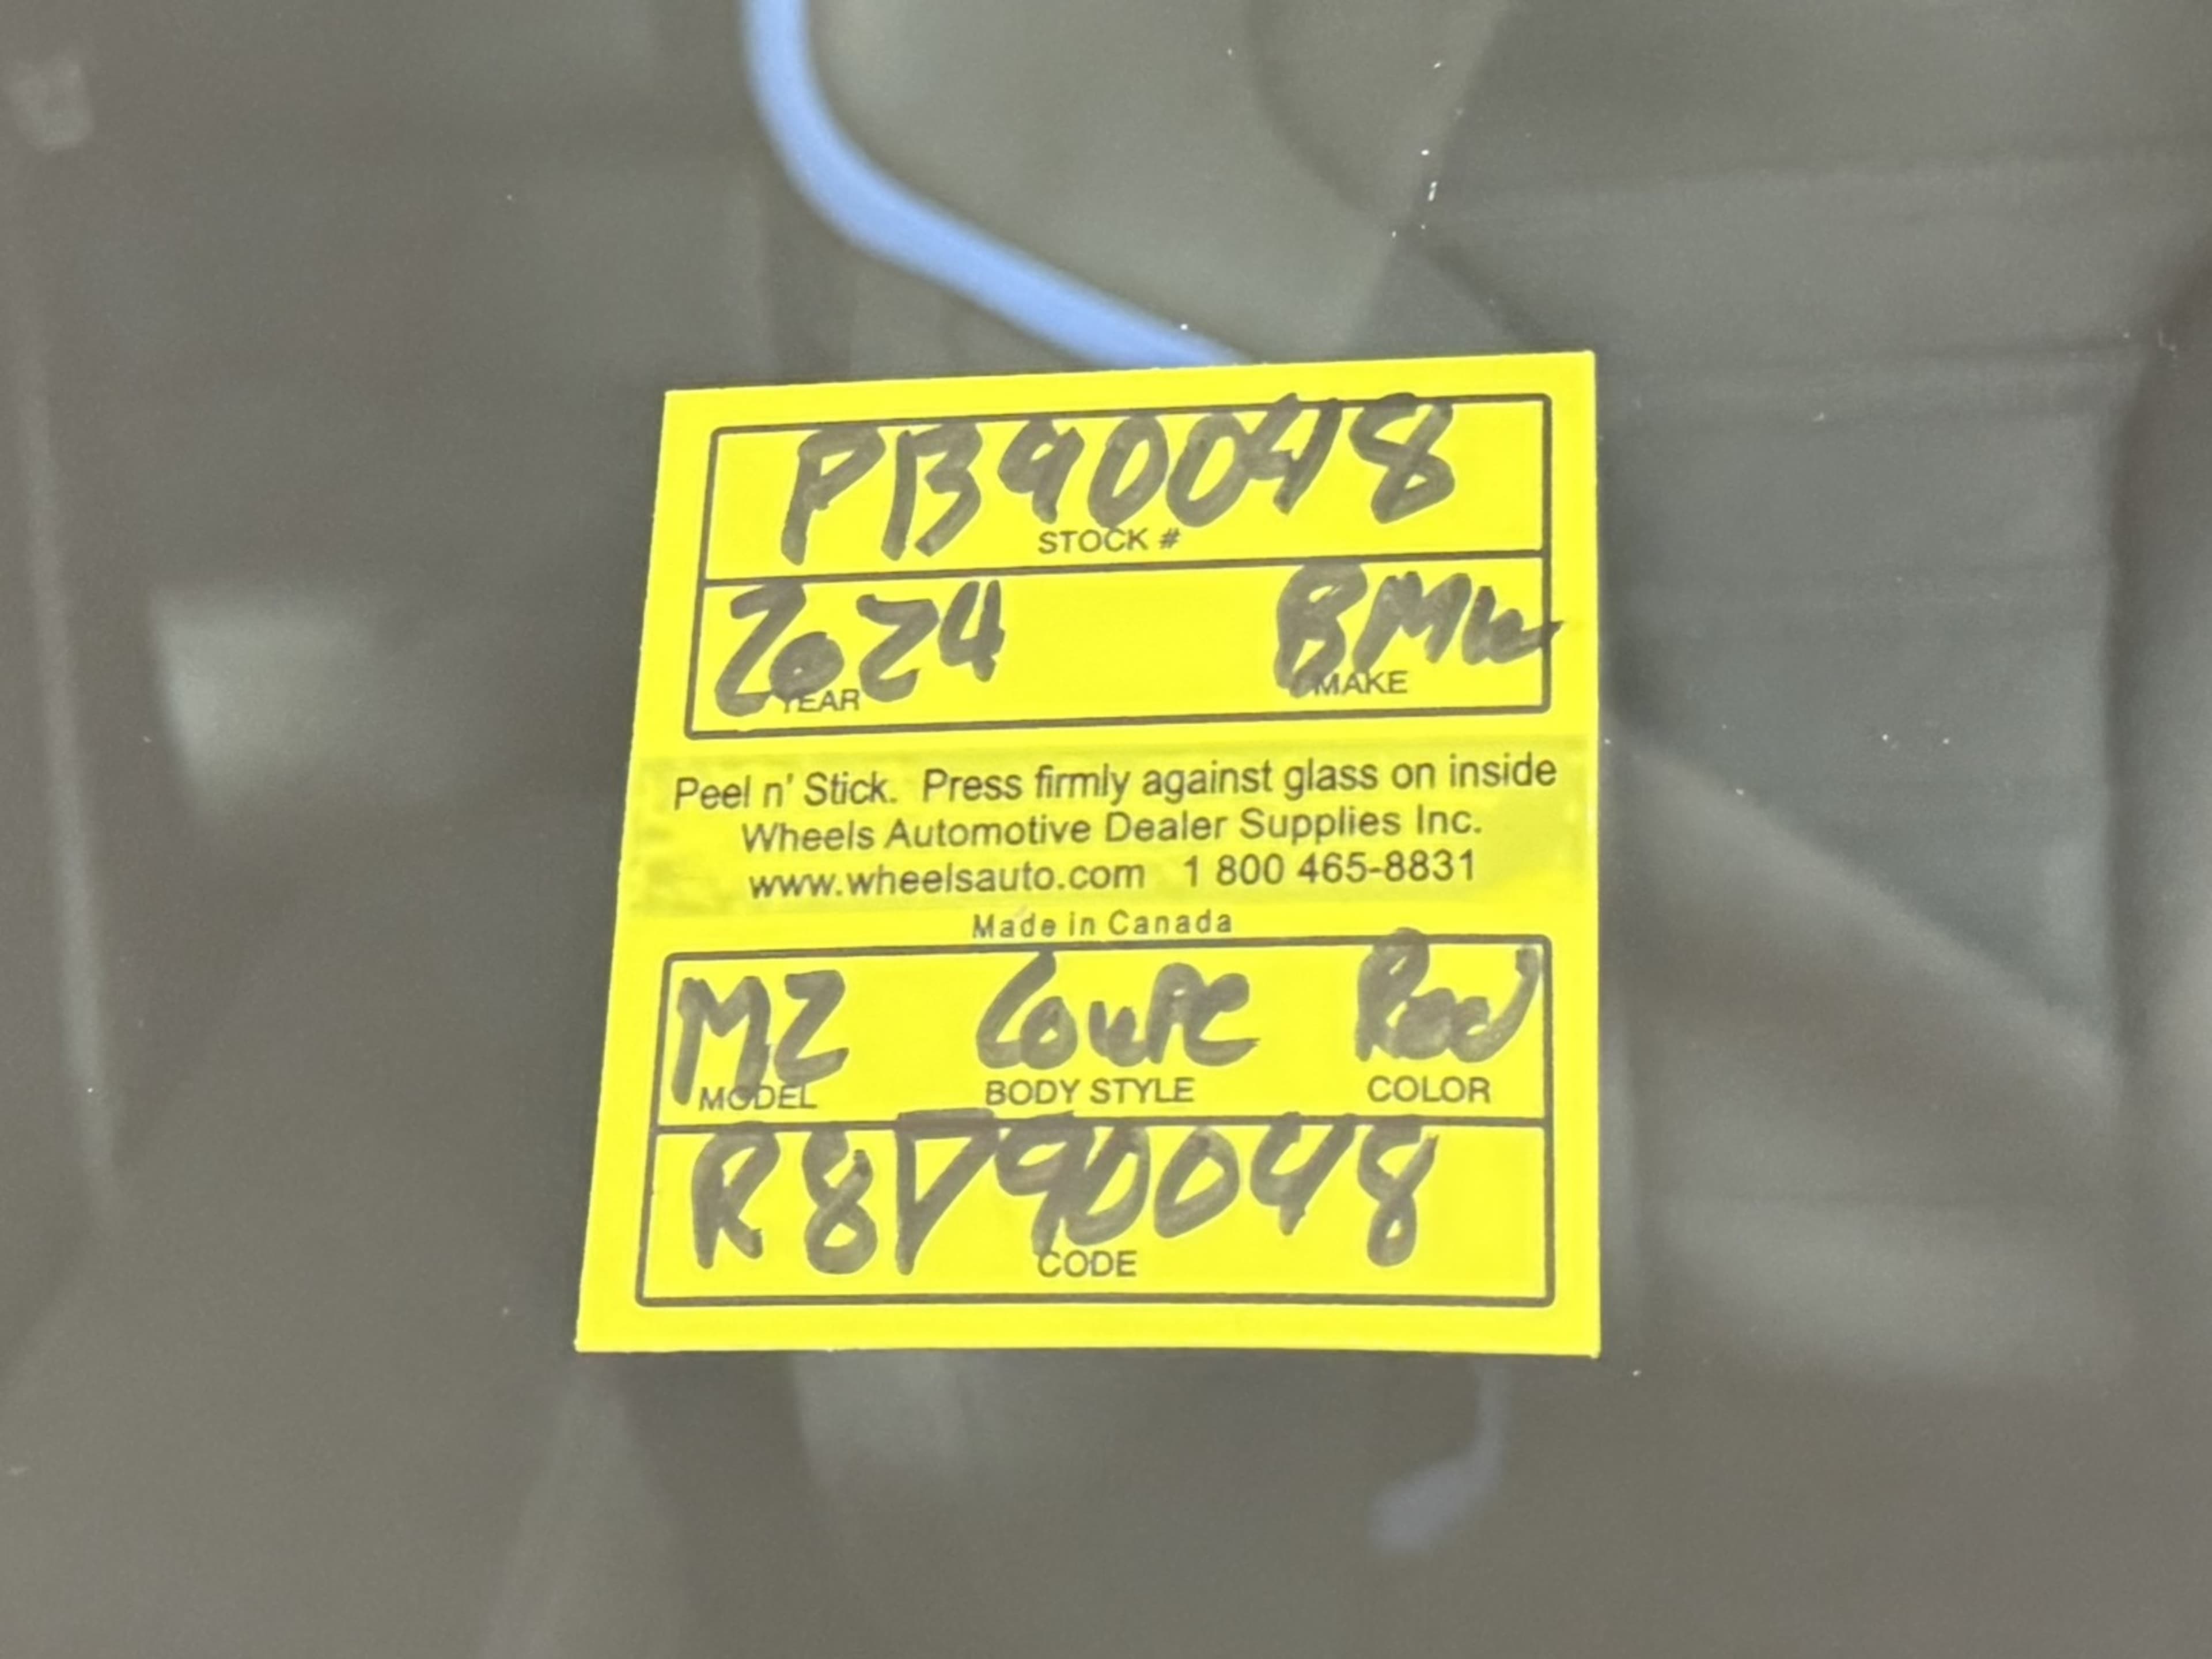 PB90048
STOCK #
2024 BMW
YEAR MAKE
Peel n' Stick. Press firmly against glass on inside
Wheels Automotive Dealer Supplies Inc.
www.wheelsauto.com 1 800 465-8831
Made in Canada
M2 Coupe Red
MODEL BODY STYLE COLOR
R8D90048
CODE